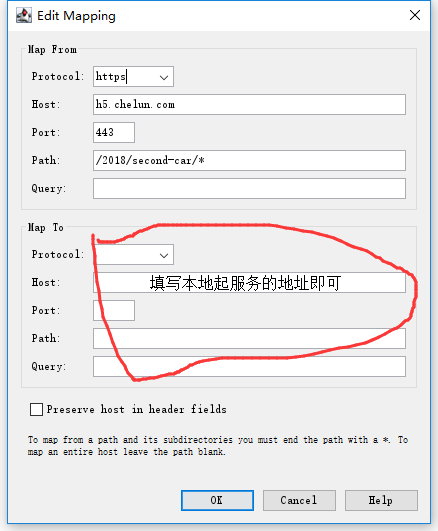 Edit Mapping
Map From
Protocol: https
Host: h5.chelun.com
Port: 443
Path: /2018/second-car/*
Query:
Map To
Protocol:
Host: 填写本地起服务的地址即可
Port:
Path:
Query:
Preserve host in header fields
To map from a path and its subdirectories you must end the path with a *. To
map an entire host leave the path blank.
OK Cancel Help